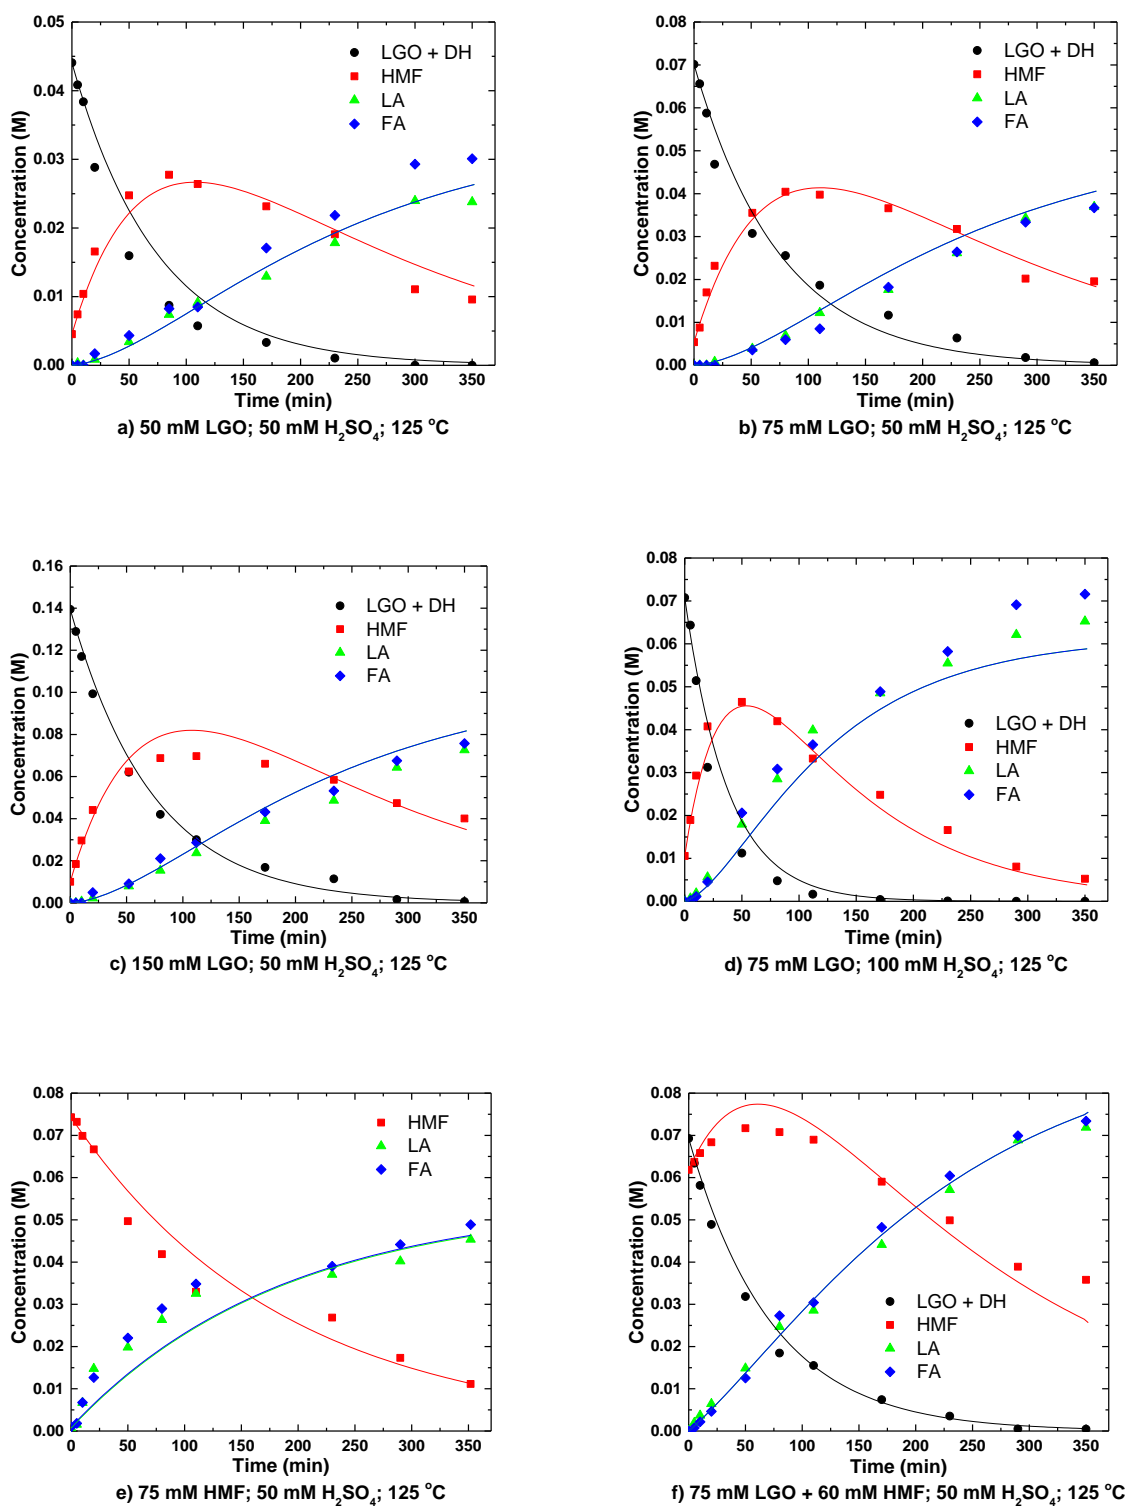 0.05
0.04
0.03
0.02
0.01
0.00
Concentration (M)
LGO + DH
HMF
LA
FA
0 50 100 150 200 250 300 350
Time (min)
a) 50 mM LGO; 50 mM H₂SO₄; 125 °C
0.08
0.07
0.06
0.05
0.04
0.03
0.02
0.01
0.00
Concentration (M)
LGO + DH
HMF
LA
FA
0 50 100 150 200 250 300 350
Time (min)
b) 75 mM LGO; 50 mM H₂SO₄; 125 °C
0.16
0.14
0.12
0.10
0.08
0.06
0.04
0.02
0.00
Concentration (M)
LGO + DH
HMF
LA
FA
0 50 100 150 200 250 300 350
Time (min)
c) 150 mM LGO; 50 mM H₂SO₄; 125 °C
0.08
0.07
0.06
0.05
0.04
0.03
0.02
0.01
0.00
Concentration (M)
LGO + DH
HMF
LA
FA
0 50 100 150 200 250 300 350
Time (min)
d) 75 mM LGO; 100 mM H₂SO₄; 125 °C
0.08
0.07
0.06
0.05
0.04
0.03
0.02
0.01
0.00
Concentration (M)
HMF
LA
FA
0 50 100 150 200 250 300 350
Time (min)
e) 75 mM HMF; 50 mM H₂SO₄; 125 °C
0.08
0.07
0.06
0.05
0.04
0.03
0.02
0.01
0.00
Concentration (M)
LGO + DH
HMF
LA
FA
0 50 100 150 200 250 300 350
Time (min)
f) 75 mM LGO + 60 mM HMF; 50 mM H₂SO₄; 125 °C